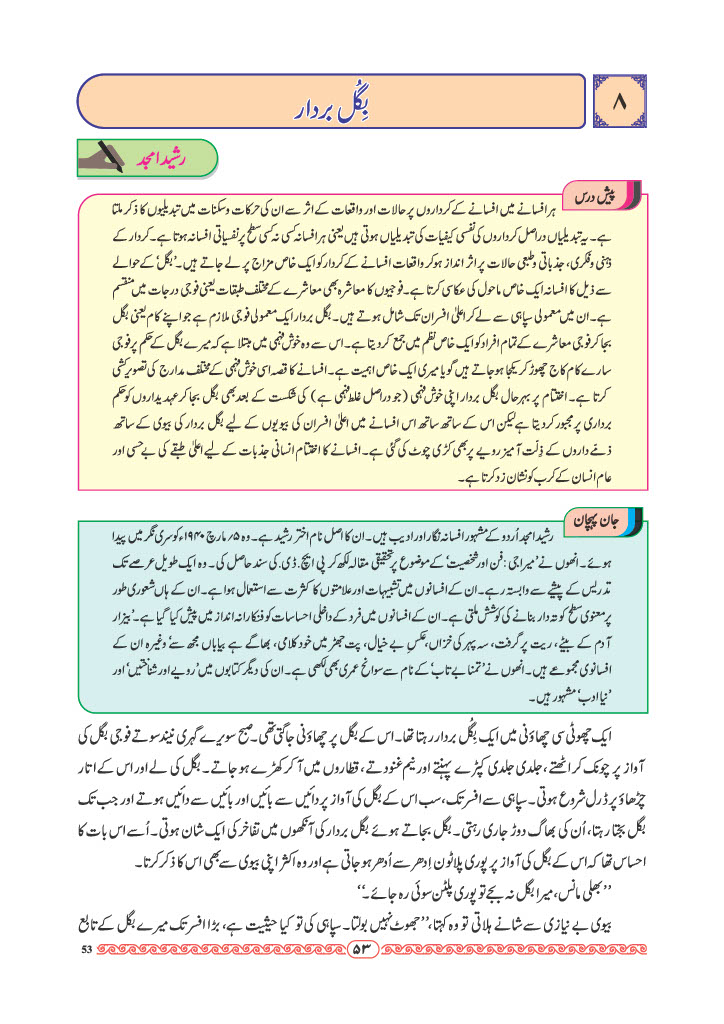 ۸
بِگُل بردار
رشید امجد
پیش درس
ہر افسانے میں افسانے کے کرداروں پر حالات اور واقعات کے اثر سے ان کی حرکات و سکنات میں تبدیلیوں کا ذکر ملتا
ہے۔ یہ تبدیلیاں دراصل کرداروں کی نفسی کیفیات کی تبدیلیاں ہوتی ہیں یعنی ہر افسانہ کسی نہ کسی سطح پر نفسیاتی افسانہ ہوتا ہے۔ کردار کے
ذہنی و فکری، جذباتی و طبعی حالات پر اثر انداز ہوکر واقعات افسانے کے کردار کو ایک خاص مزاج پر لے جاتے ہیں۔ ’بگل‘ کے حوالے
سے ذیل کا افسانہ ایک خاص ماحول کی عکاسی کرتا ہے۔ فوجیوں کا معاشرہ بھی معاشرے کے مختلف طبقات یعنی فوجی درجات میں منقسم
ہے۔ ان میں معمولی سپاہی سے لے کر اعلیٰ افسران تک شامل ہوتے ہیں۔ بگل بردار ایک معمولی فوجی ملازم ہے جو اپنے کام یعنی بگل
بجا کر فوجی معاشرے کے تمام افراد کو ایک خاص نظم میں جمع کردیتا ہے۔ اس سے وہ خوش فہمی میں مبتلا ہے کہ میرے بگل کے حکم پر فوجی
سارے کام کاج چھوڑ کر یکجا ہوجاتے ہیں گویا میری ایک خاص اہمیت ہے۔ افسانے کا قصہ اسی خوش فہمی کے مختلف مدارج کی تصویر کشی
کرتا ہے۔ اختتام پر بہرحال بگل بردار اپنی خوش فہمی (جو دراصل غلط فہمی ہے) کی شکست کے بعد بھی بگل بجا کر عہدیداروں کو حکم
برداری پر مجبور کردیتا ہے لیکن اس کے ساتھ ساتھ اس افسانے میں اعلیٰ افسران کی بیویوں کے لیے بگل بردار کی بیوی کے ساتھ
ذمّے داروں کے ذِلّت آمیز رویے پر بھی کڑی چوٹ کی گئی ہے۔ افسانے کا اختتام انسانی جذبات کے لیے اعلیٰ طبقے کی بے حسی اور
عام انسان کے کرب کو نشان زد کرتا ہے۔
جان پہچان
رشید امجد اُردو کے مشہور افسانہ نگار اور ادیب ہیں۔ ان کا اصل نام اختر رشید ہے۔ وہ ۵؍ مارچ ۱۹۴۰ء کو سری نگر میں پیدا
ہوئے۔ انھوں نے ’میراجی: فن اور شخصیت‘ کے موضوع پر تحقیقی مقالہ لکھ کر پی ایچ۔ ڈی۔ کی سند حاصل کی۔ وہ ایک طویل عرصے تک
تدریس کے پیشے سے وابستہ رہے۔ ان کے افسانوں میں تشبیہات اور علامتوں کا کثرت سے استعمال ہوا ہے۔ ان کے ہاں شعوری طور
پر معنوی سطح کو تہ دار بنانے کی کوشش ملتی ہے۔ ان کے افسانوں میں فرد کے داخلی احساسات کو فنکارانہ انداز میں پیش کیا گیا ہے۔ ’بیزار
آدم کے بیٹے، ریت پر گرفت، سہ پہر کی خزاں، عکسِ بے خیال، پت جھڑ میں خود کلامی، بھاگے ہے بیاباں مجھ سے‘ وغیرہ ان کے
افسانوی مجموعے ہیں۔ انھوں نے ’تمنا بے تاب‘ کے نام سے سوانح عمری بھی لکھی ہے۔ ان کی دیگر کتابوں میں ’رویے اور شناختیں‘ اور
’نیا ادب‘ مشہور ہیں۔
ایک چھوٹی سی چھاؤنی میں ایک بِگُل بردار رہتا تھا۔ اس کے بگل پر چھاؤنی جاگتی تھی۔ صبح سویرے گہری نیند سوتے فوجی بگل کی
آواز پر چونک کر اٹھتے، جلدی جلدی کپڑے پہنتے اور نیم غنودتے، قطاروں میں آ کر کھڑے ہوجاتے۔ بگل کی لے اور اس کے اتار
چڑھاؤ پر ڈرل شروع ہوتی۔ سپاہی سے افسر تک، سب اس کے بگل کی آواز پر دائیں سے بائیں اور بائیں سے دائیں ہوتے اور جب تک
بگل بجتا رہتا، اُن کی بھاگ دوڑ جاری رہتی۔ بگل بجاتے ہوئے بگل بردار کی آنکھوں میں تفاخر کی ایک شان ہوتی۔ اُسے اس بات کا
احساس تھا کہ اس کے بگل کی آواز پر پوری پلاٹون اِدھر سے اُدھر ہوجاتی ہے اور وہ اکثر اپنی بیوی سے بھی اس کا ذکر کرتا۔
’’بھلی مانس، میرا بگل نہ بجے تو پوری پلٹن سوئی رہ جائے۔‘‘
بیوی بے نیازی سے شانے ہلاتی تو وہ کہتا، ’’جھوٹ نہیں بولتا۔ سپاہی کی تو کیا حیثیت ہے، بڑا افسر تک میرے بگل کے تابع
۵۳
53